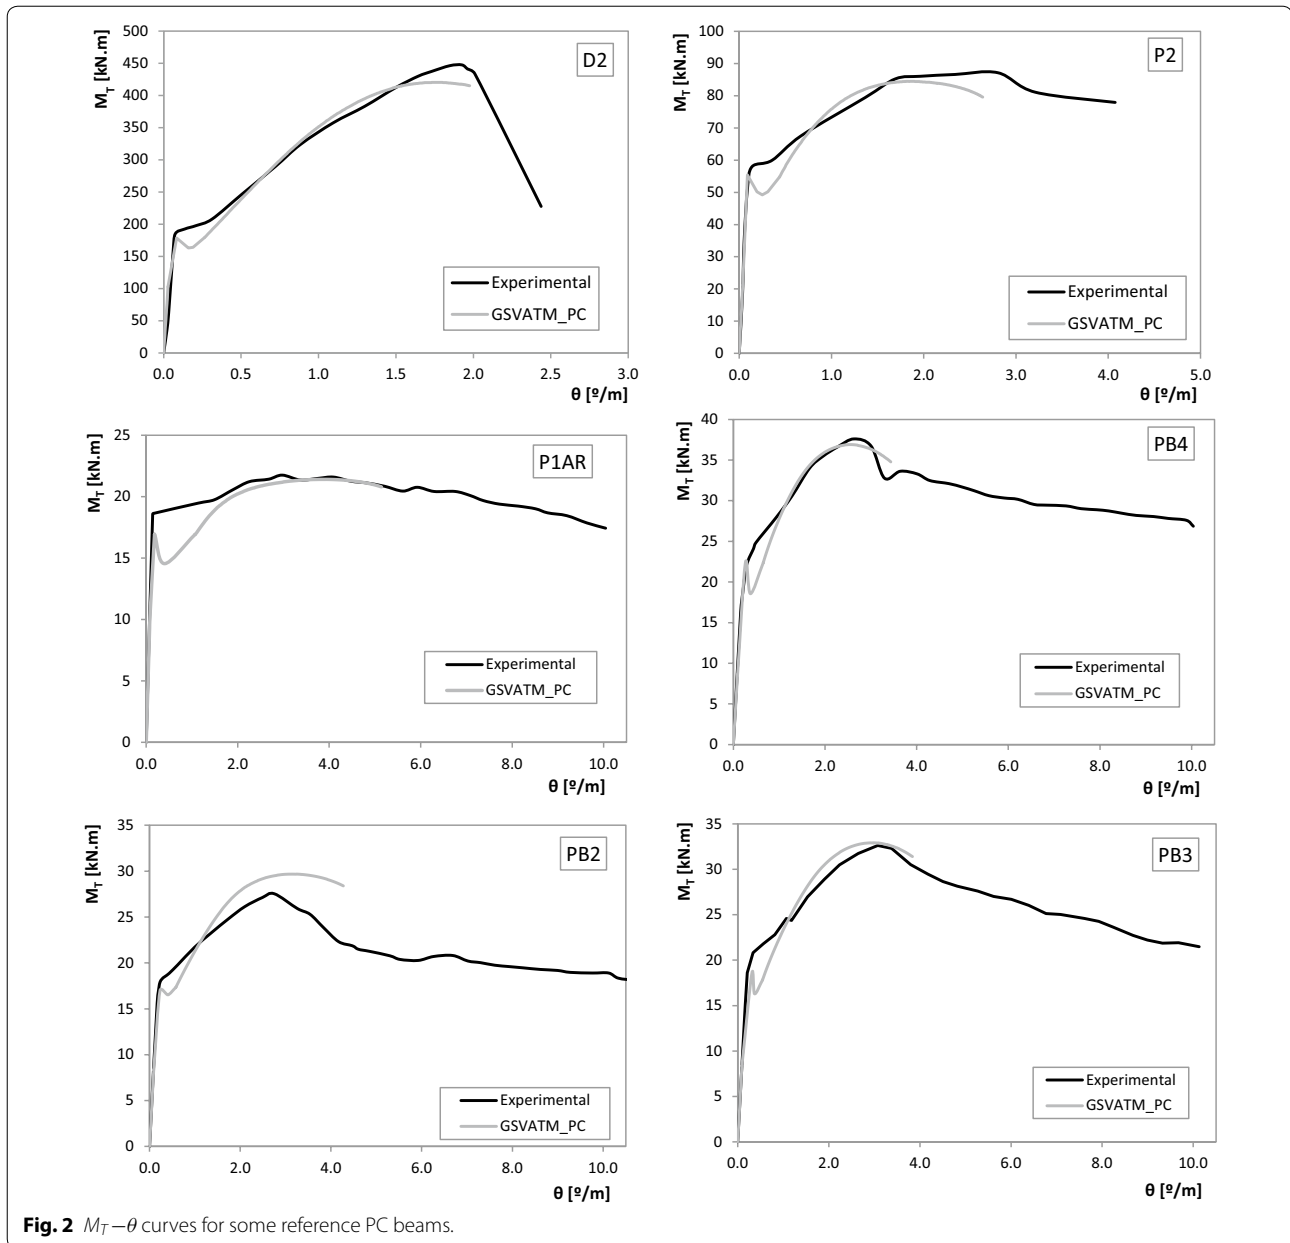 M_T [kN.m]
500
450
400
350
300
250
200
150
100
50
0
0.0 0.5 1.0 1.5 2.0 2.5 3.0
θ [º/m]
D2
Experimental
GSVATM_PC
M_T [kN.m]
100
90
80
70
60
50
40
30
20
10
0
0.0 1.0 2.0 3.0 4.0 5.0
θ [º/m]
P2
Experimental
GSVATM_PC
M_T [kN.m]
25
20
15
10
5
0
0.0 2.0 4.0 6.0 8.0 10.0
θ [º/m]
P1AR
Experimental
GSVATM_PC
M_T [kN.m]
40
35
30
25
20
15
10
5
0
0.0 2.0 4.0 6.0 8.0 10.0
θ [º/m]
PB4
Experimental
GSVATM_PC
M_T [kN.m]
35
30
25
20
15
10
5
0
0.0 2.0 4.0 6.0 8.0 10.0
θ [º/m]
PB2
Experimental
GSVATM_PC
M_T [kN.m]
35
30
25
20
15
10
5
0
0.0 2.0 4.0 6.0 8.0 10.0
θ [º/m]
PB3
Experimental
GSVATM_PC
Fig. 2 M_T−θ curves for some reference PC beams.